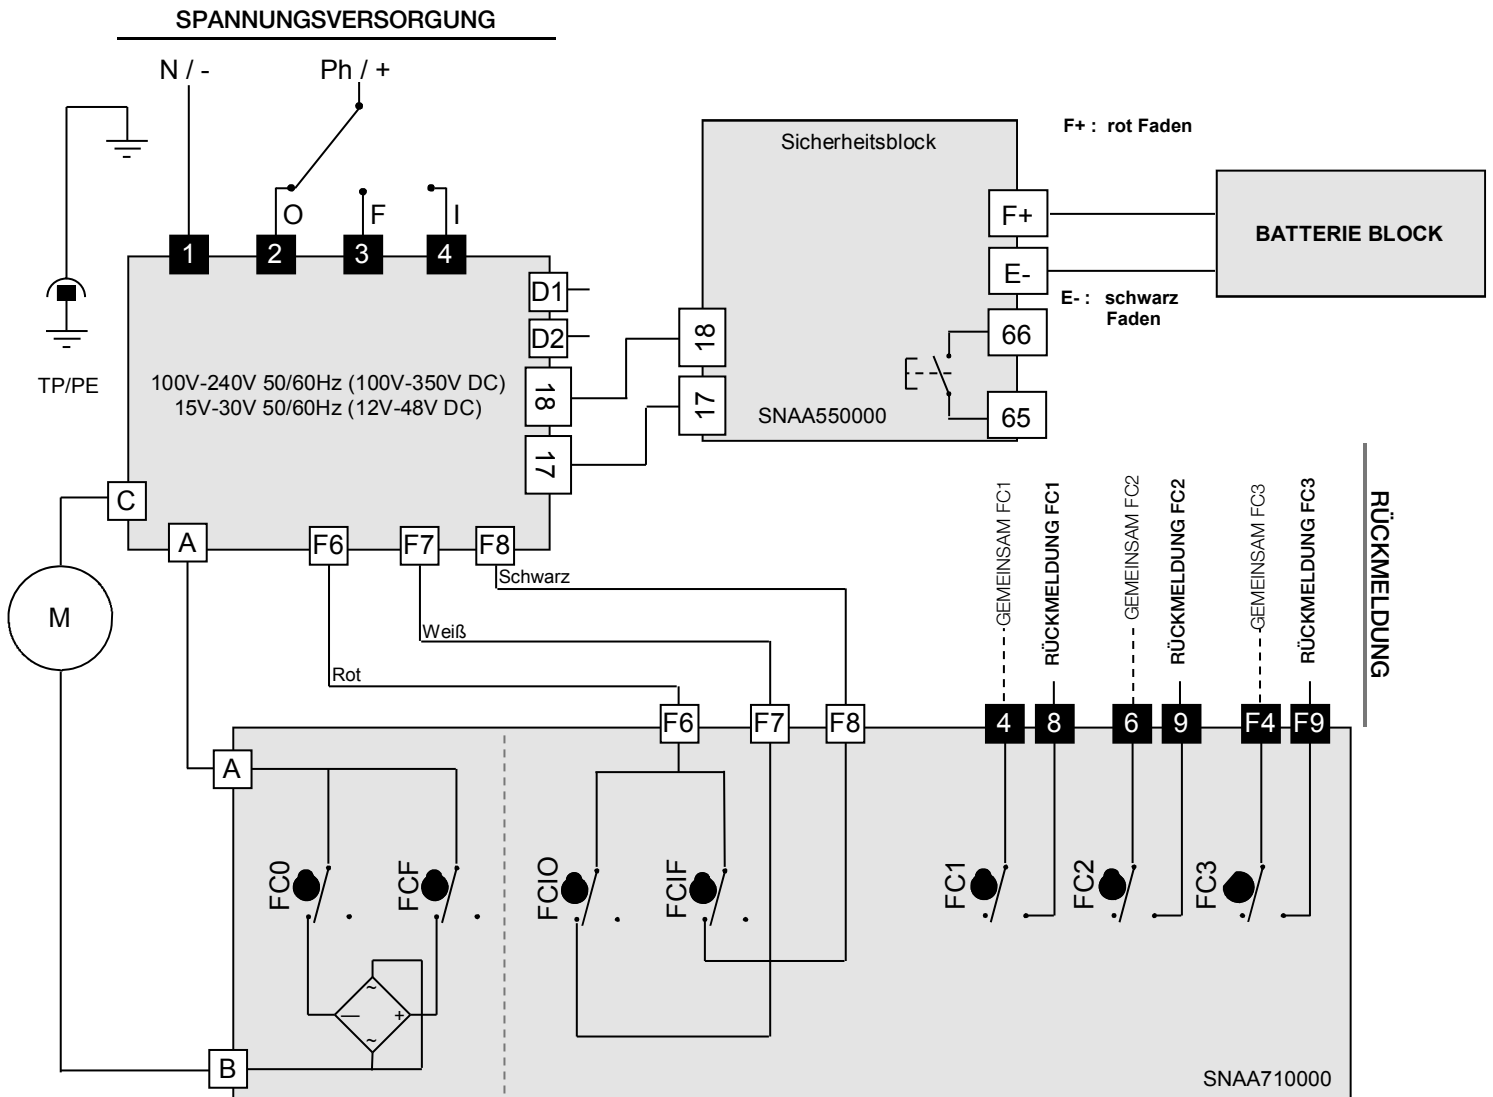 SPANNUNGSVERSORGUNG
N / -
Ph / +
O
F
I
1
2
3
4
TP/PE
100V-240V 50/60Hz (100V-350V DC)
15V-30V 50/60Hz (12V-48V DC)
D1
D2
18
17
C
A
F6
F7
F8
Sicherheitsblock
18
17
SNAA550000
F+
E-
66
65
F+ : rot Faden
E- : schwarz
Faden
BATTERIE BLOCK
M
Schwarz
Weiß
Rot
GEMEINSAM FC1
RÜCKMELDUNG FC1
GEMEINSAM FC2
RÜCKMELDUNG FC2
GEMEINSAM FC3
RÜCKMELDUNG FC3
RÜCKMELDUNG
F6
F7
F8
4
8
6
9
F4
F9
A
B
FC0
FCF
FCIO
FCIF
FC1
FC2
FC3
~
—
+
~
SNAA710000